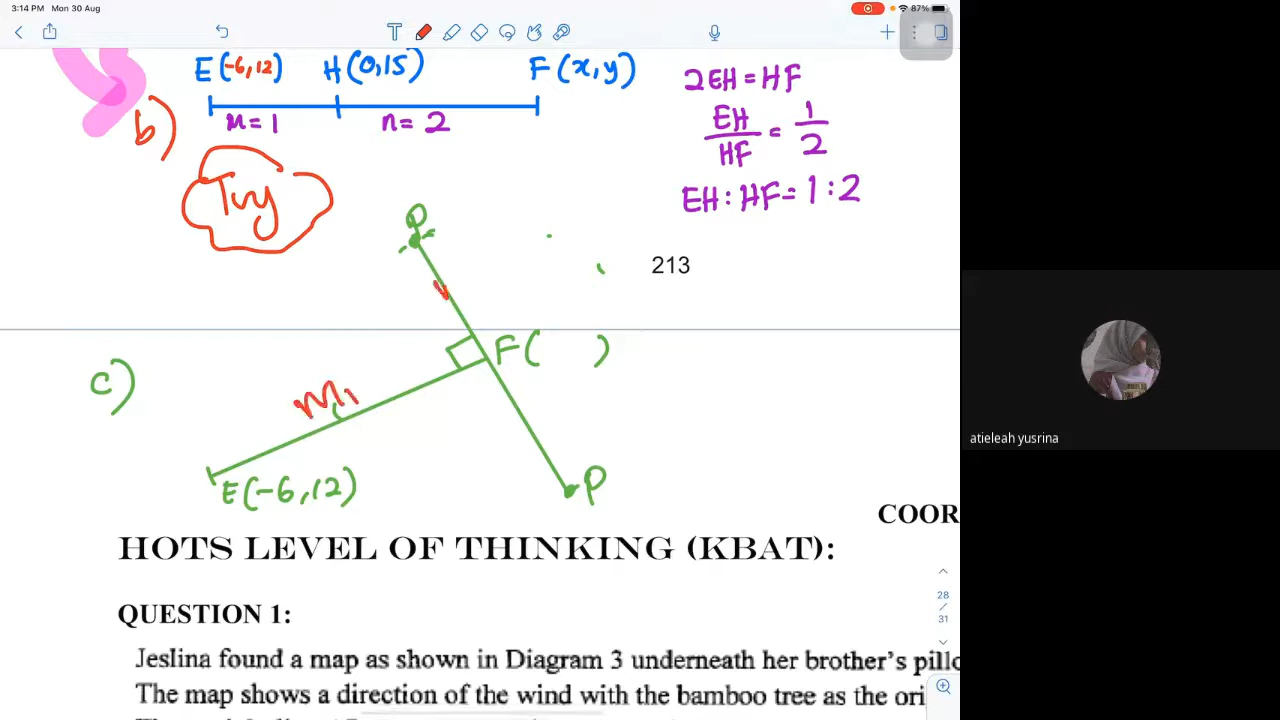 3:14 PM Mon 30 Aug
87%
E(-6,12) H(0,15) F(x,y)
m=1 n=2
2EH=HF
EH/HF = 1/2
EH:HF=1:2
b)
Try
P
213
c)
F( )
m1
E(-6,12)
P
atieleah yusrina
COOR
HOTS LEVEL OF THINKING (KBAT):
28
/
31
QUESTION 1:
Jeslina found a map as shown in Diagram 3 underneath her brother's pillo
The map shows a direction of the wind with the bamboo tree as the ori